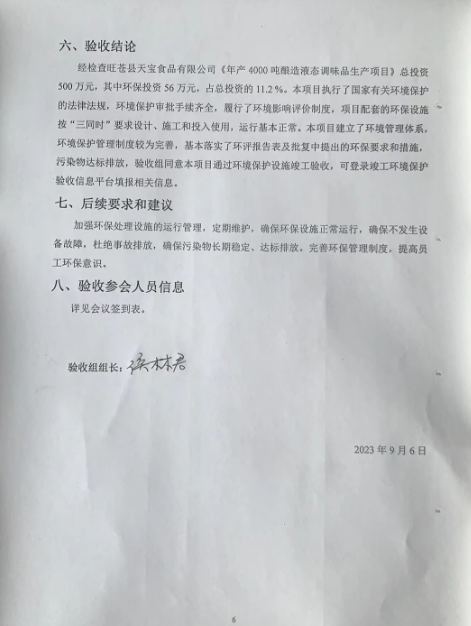 六、验收结论
经检查旺苍县天宝食品有限公司《年产 4000 吨酿造液态调味品生产项目》总投资
500 万元，其中环保投资 56 万元，占总投资的 11.2%。本项目执行了国家有关环境保护
的法律法规，环境保护审批手续齐全，履行了环境影响评价制度，项目配套的环保设施
按“三同时”要求设计、施工和投入使用，运行基本正常。本项目建立了环境管理体系，
环境保护管理制度较为完善，基本落实了环评报告表及批复中提出的环保要求和措施，
污染物达标排放，验收组同意本项目通过环境保护设施竣工验收，可登录竣工环境保护
验收信息平台填报相关信息。
七、后续要求和建议
加强环保处理设施的运行管理，定期维护，确保环保设施正常运行，确保不发生设
备故障，杜绝事故排放，确保污染物长期稳定、达标排放，完善环保管理制度，提高员
工环保意识。
八、验收参会人员信息
详见会议签到表。
验收组组长：
2023 年 9 月 6 日
6